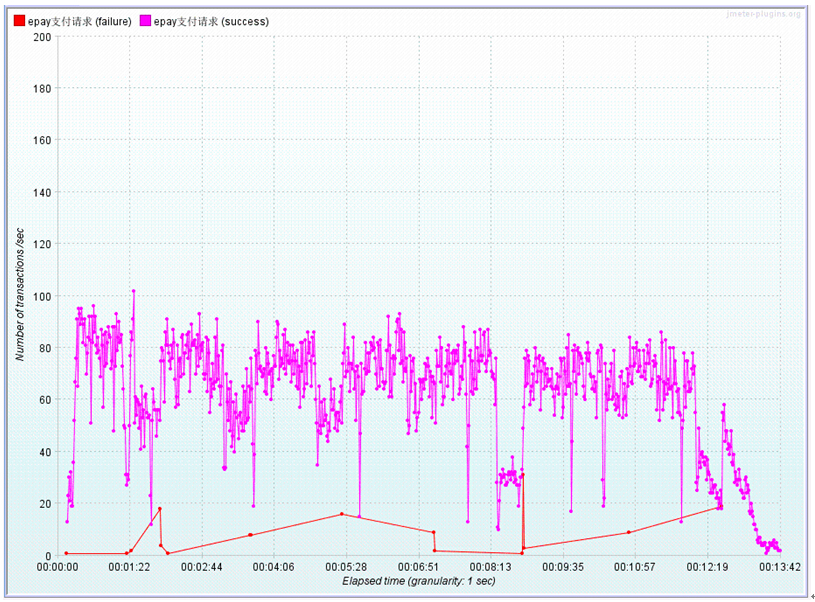 epay支付请求 (failure) epay支付请求 (success)
jmeter-plugins.org
200
180
160
140
120
100
80
60
40
20
0
Number of transactions /sec
00:00:00 00:01:22 00:02:44 00:04:06 00:05:28 00:06:51 00:08:13 00:09:35 00:10:57 00:12:19 00:13:42
Elapsed time (granularity: 1 sec)